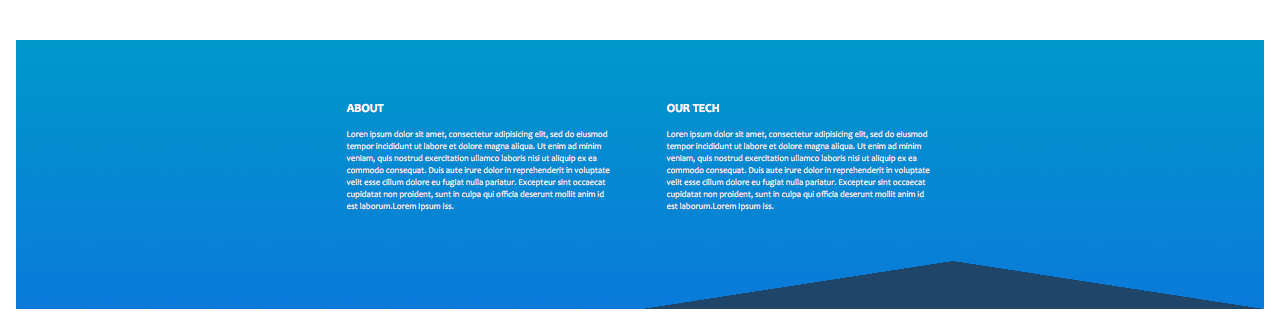 ABOUT
Lorem ipsum dolor sit amet, consectetur adipisicing elit, sed do eiusmod
tempor incididunt ut labore et dolore magna aliqua. Ut enim ad minim
veniam, quis nostrud exercitation ullamco laboris nisi ut aliquip ex ea
commodo consequat. Duis aute irure dolor in reprehenderit in voluptate
velit esse cillum dolore eu fugiat nulla pariatur. Excepteur sint occaecat
cupidatat non proident, sunt in culpa qui officia deserunt mollit anim id
est laborum.Lorem Ipsum iss.
OUR TECH
Lorem ipsum dolor sit amet, consectetur adipisicing elit, sed do eiusmod
tempor incididunt ut labore et dolore magna aliqua. Ut enim ad minim
veniam, quis nostrud exercitation ullamco laboris nisi ut aliquip ex ea
commodo consequat. Duis aute irure dolor in reprehenderit in voluptate
velit esse cillum dolore eu fugiat nulla pariatur. Excepteur sint occaecat
cupidatat non proident, sunt in culpa qui officia deserunt mollit anim id
est laborum.Lorem Ipsum iss.